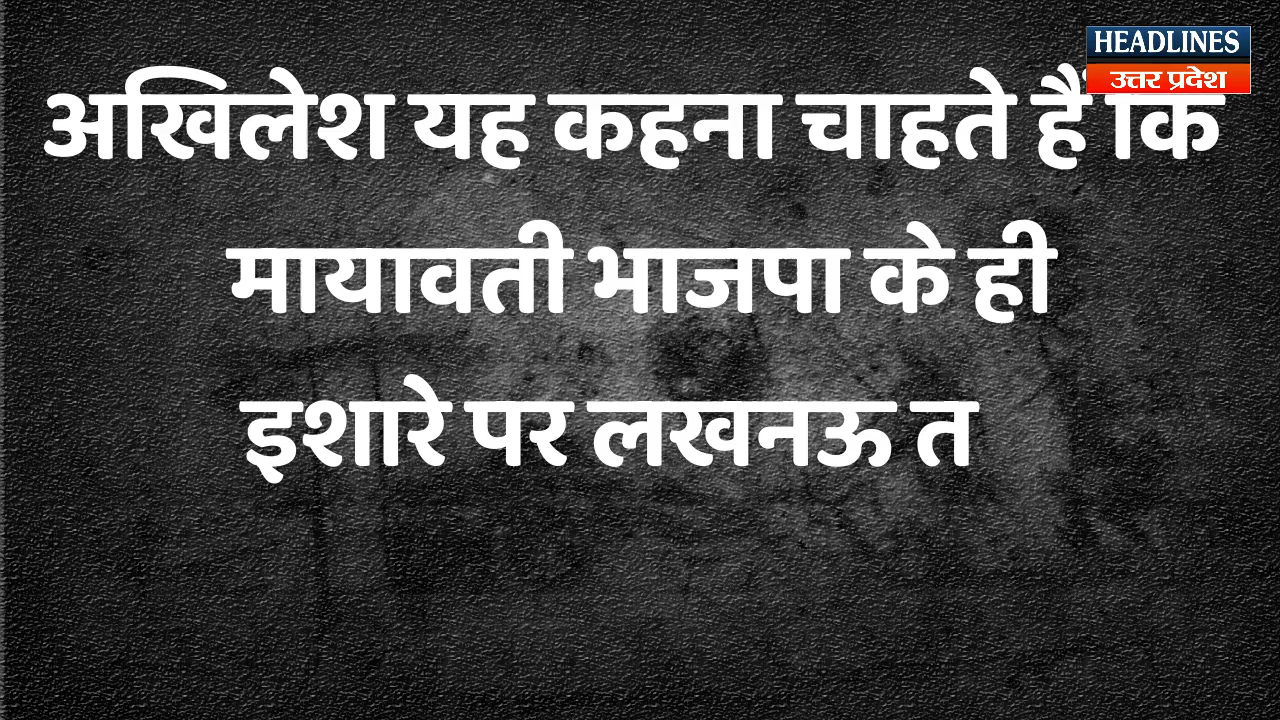 HEADLINES
उत्तर प्रदेश
अखिलेश यह कहना चाहते हैं कि
मायावती भाजपा के ही
इशारे पर लखनऊ त